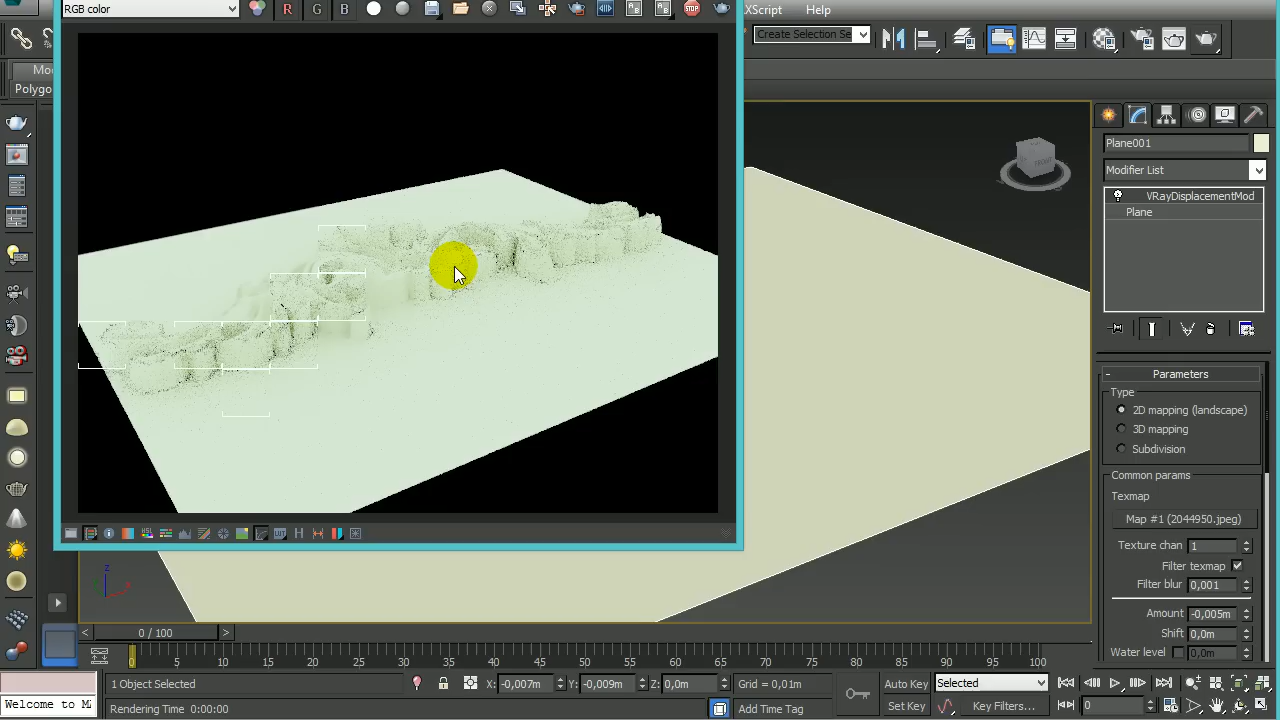 RGB color
R G B
XScript Help
Create Selection Se
Polygo
FRONT
Plane001
Modifier List
VRayDisplacementMod
Plane
Parameters
Type
2D mapping (landscape)
3D mapping
Subdivision
Common params
Texmap
Map #1 (2044950.jpeg)
Texture chan 1
Filter texmap
Filter blur 0,001
Amount -0,005m
Shift 0,0m
Water level 0,0m
HSL
H
z
x
< 0 / 100 >
0 5 10 15 20 25 30 35 40 45 50 55 60 65 70 75 80 85 90 95 100
1 Object Selected
X: -0,007m Y: -0,009m Z: 0,0m
Grid = 0,01m
Auto Key Selected
Welcome to M
Rendering Time 0:00:00
Add Time Tag
Set Key Key Filters... 0